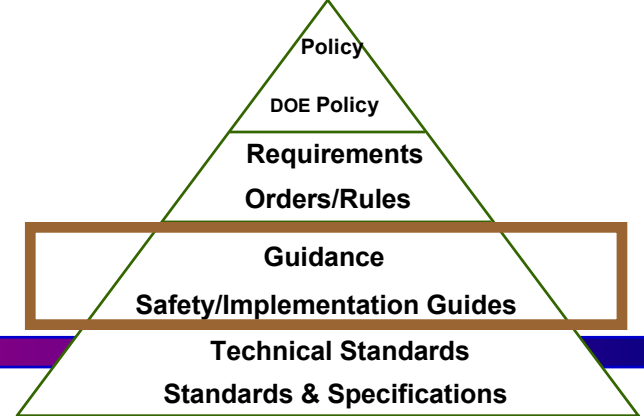 Policy
DOE Policy
Requirements
Orders/Rules
Guidance
Safety/Implementation Guides
Technical Standards
Standards & Specifications